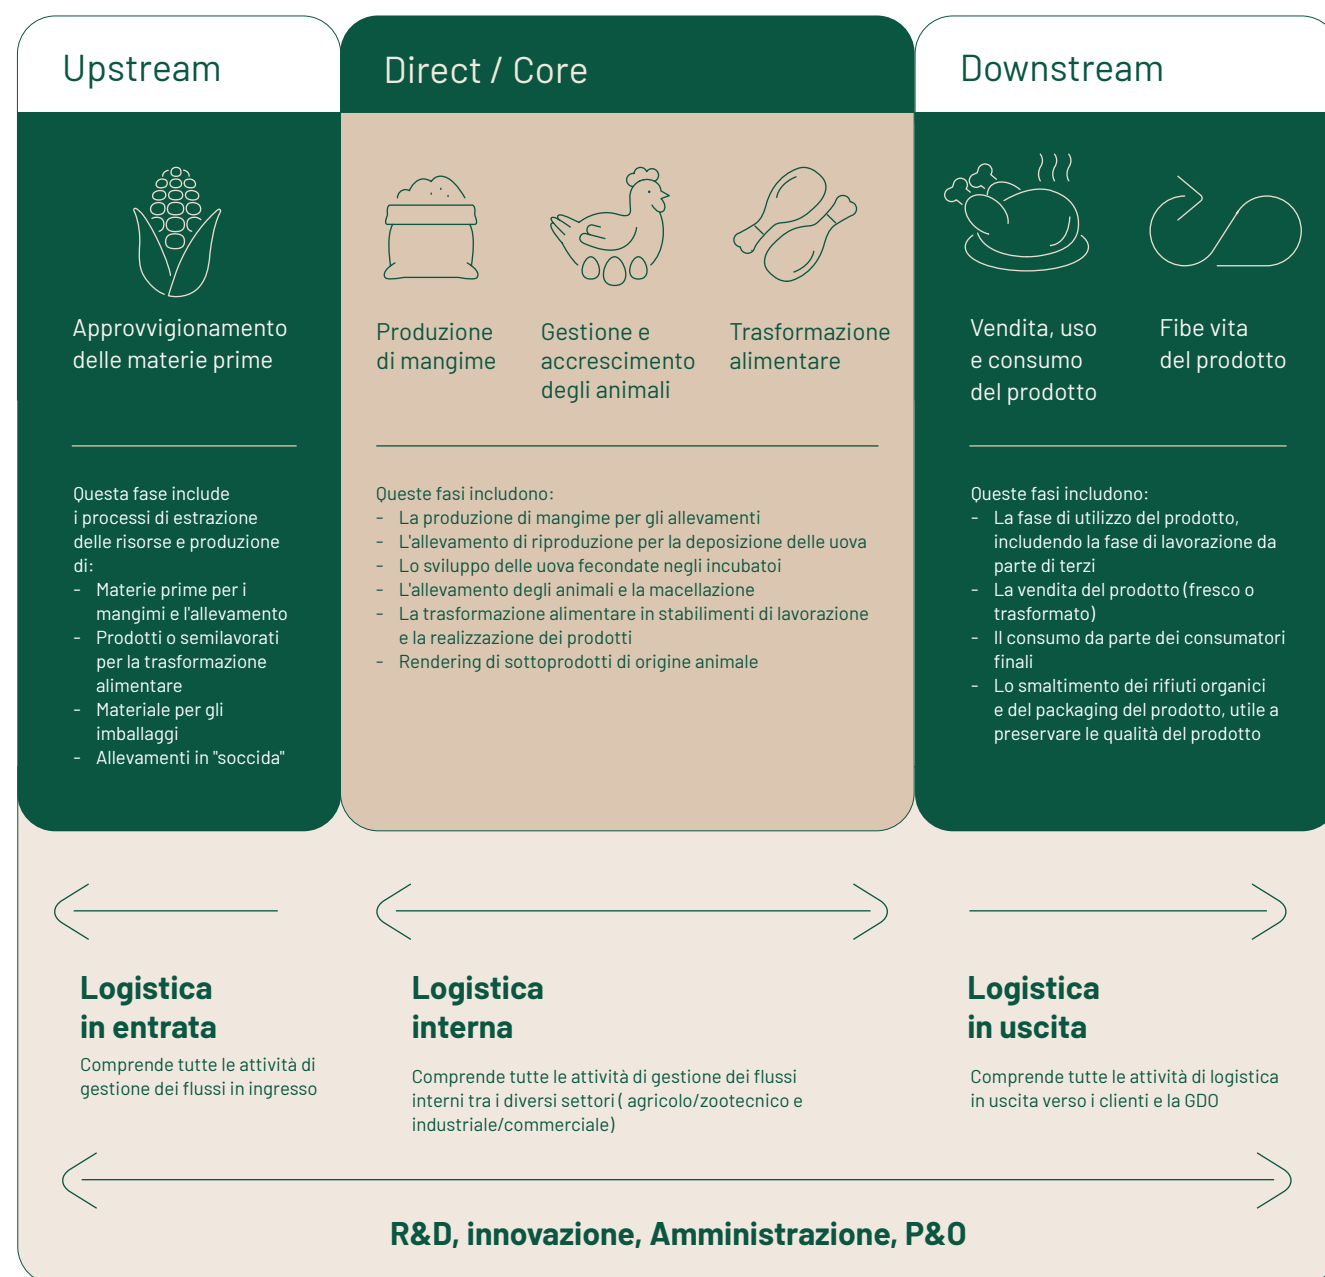 Upstream
Direct / Core
Downstream
Approvvigionamento
delle materie prime
Produzione
di mangime
Gestione e
accrescimento
degli animali
Trasformazione
alimentare
Vendita, uso
e consumo
del prodotto
Fibe vita
del prodotto
Questa fase include
i processi di estrazione
delle risorse e produzione
di:
- Materie prime per i
mangimi e l'allevamento
- Prodotti o semilavorati
per la trasformazione
alimentare
- Materiale per gli
imballaggi
- Allevamenti in "soccida"
Queste fasi includono:
- La produzione di mangime per gli allevamenti
- L'allevamento di riproduzione per la deposizione delle uova
- Lo sviluppo delle uova fecondate negli incubatoi
- L'allevamento degli animali e la macellazione
- La trasformazione alimentare in stabilimenti di lavorazione
e la realizzazione dei prodotti
- Rendering di sottoprodotti di origine animale
Queste fasi includono:
- La fase di utilizzo del prodotto,
includendo la fase di lavorazione da
parte di terzi
- La vendita del prodotto (fresco o
trasformato)
- Il consumo da parte dei consumatori
finali
- Lo smaltimento dei rifiuti organici
e del packaging del prodotto, utile a
preservare le qualità del prodotto
Logistica
in entrata
Comprende tutte le attività di
gestione dei flussi in ingresso
Logistica
interna
Comprende tutte le attività di gestione dei flussi
interni tra i diversi settori ( agricolo/zootecnico e
industriale/commerciale)
Logistica
in uscita
Comprende tutte le attività di logistica
in uscita verso i clienti e la GDO
R&D, innovazione, Amministrazione, P&O